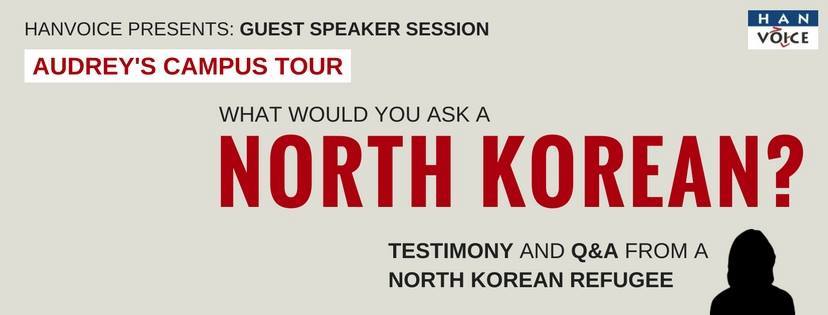 HANVOICE PRESENTS: GUEST SPEAKER SESSION
AUDREY'S CAMPUS TOUR
HAN
VOICE
WHAT WOULD YOU ASK A
NORTH KOREAN?
TESTIMONY AND Q&A FROM A
NORTH KOREAN REFUGEE